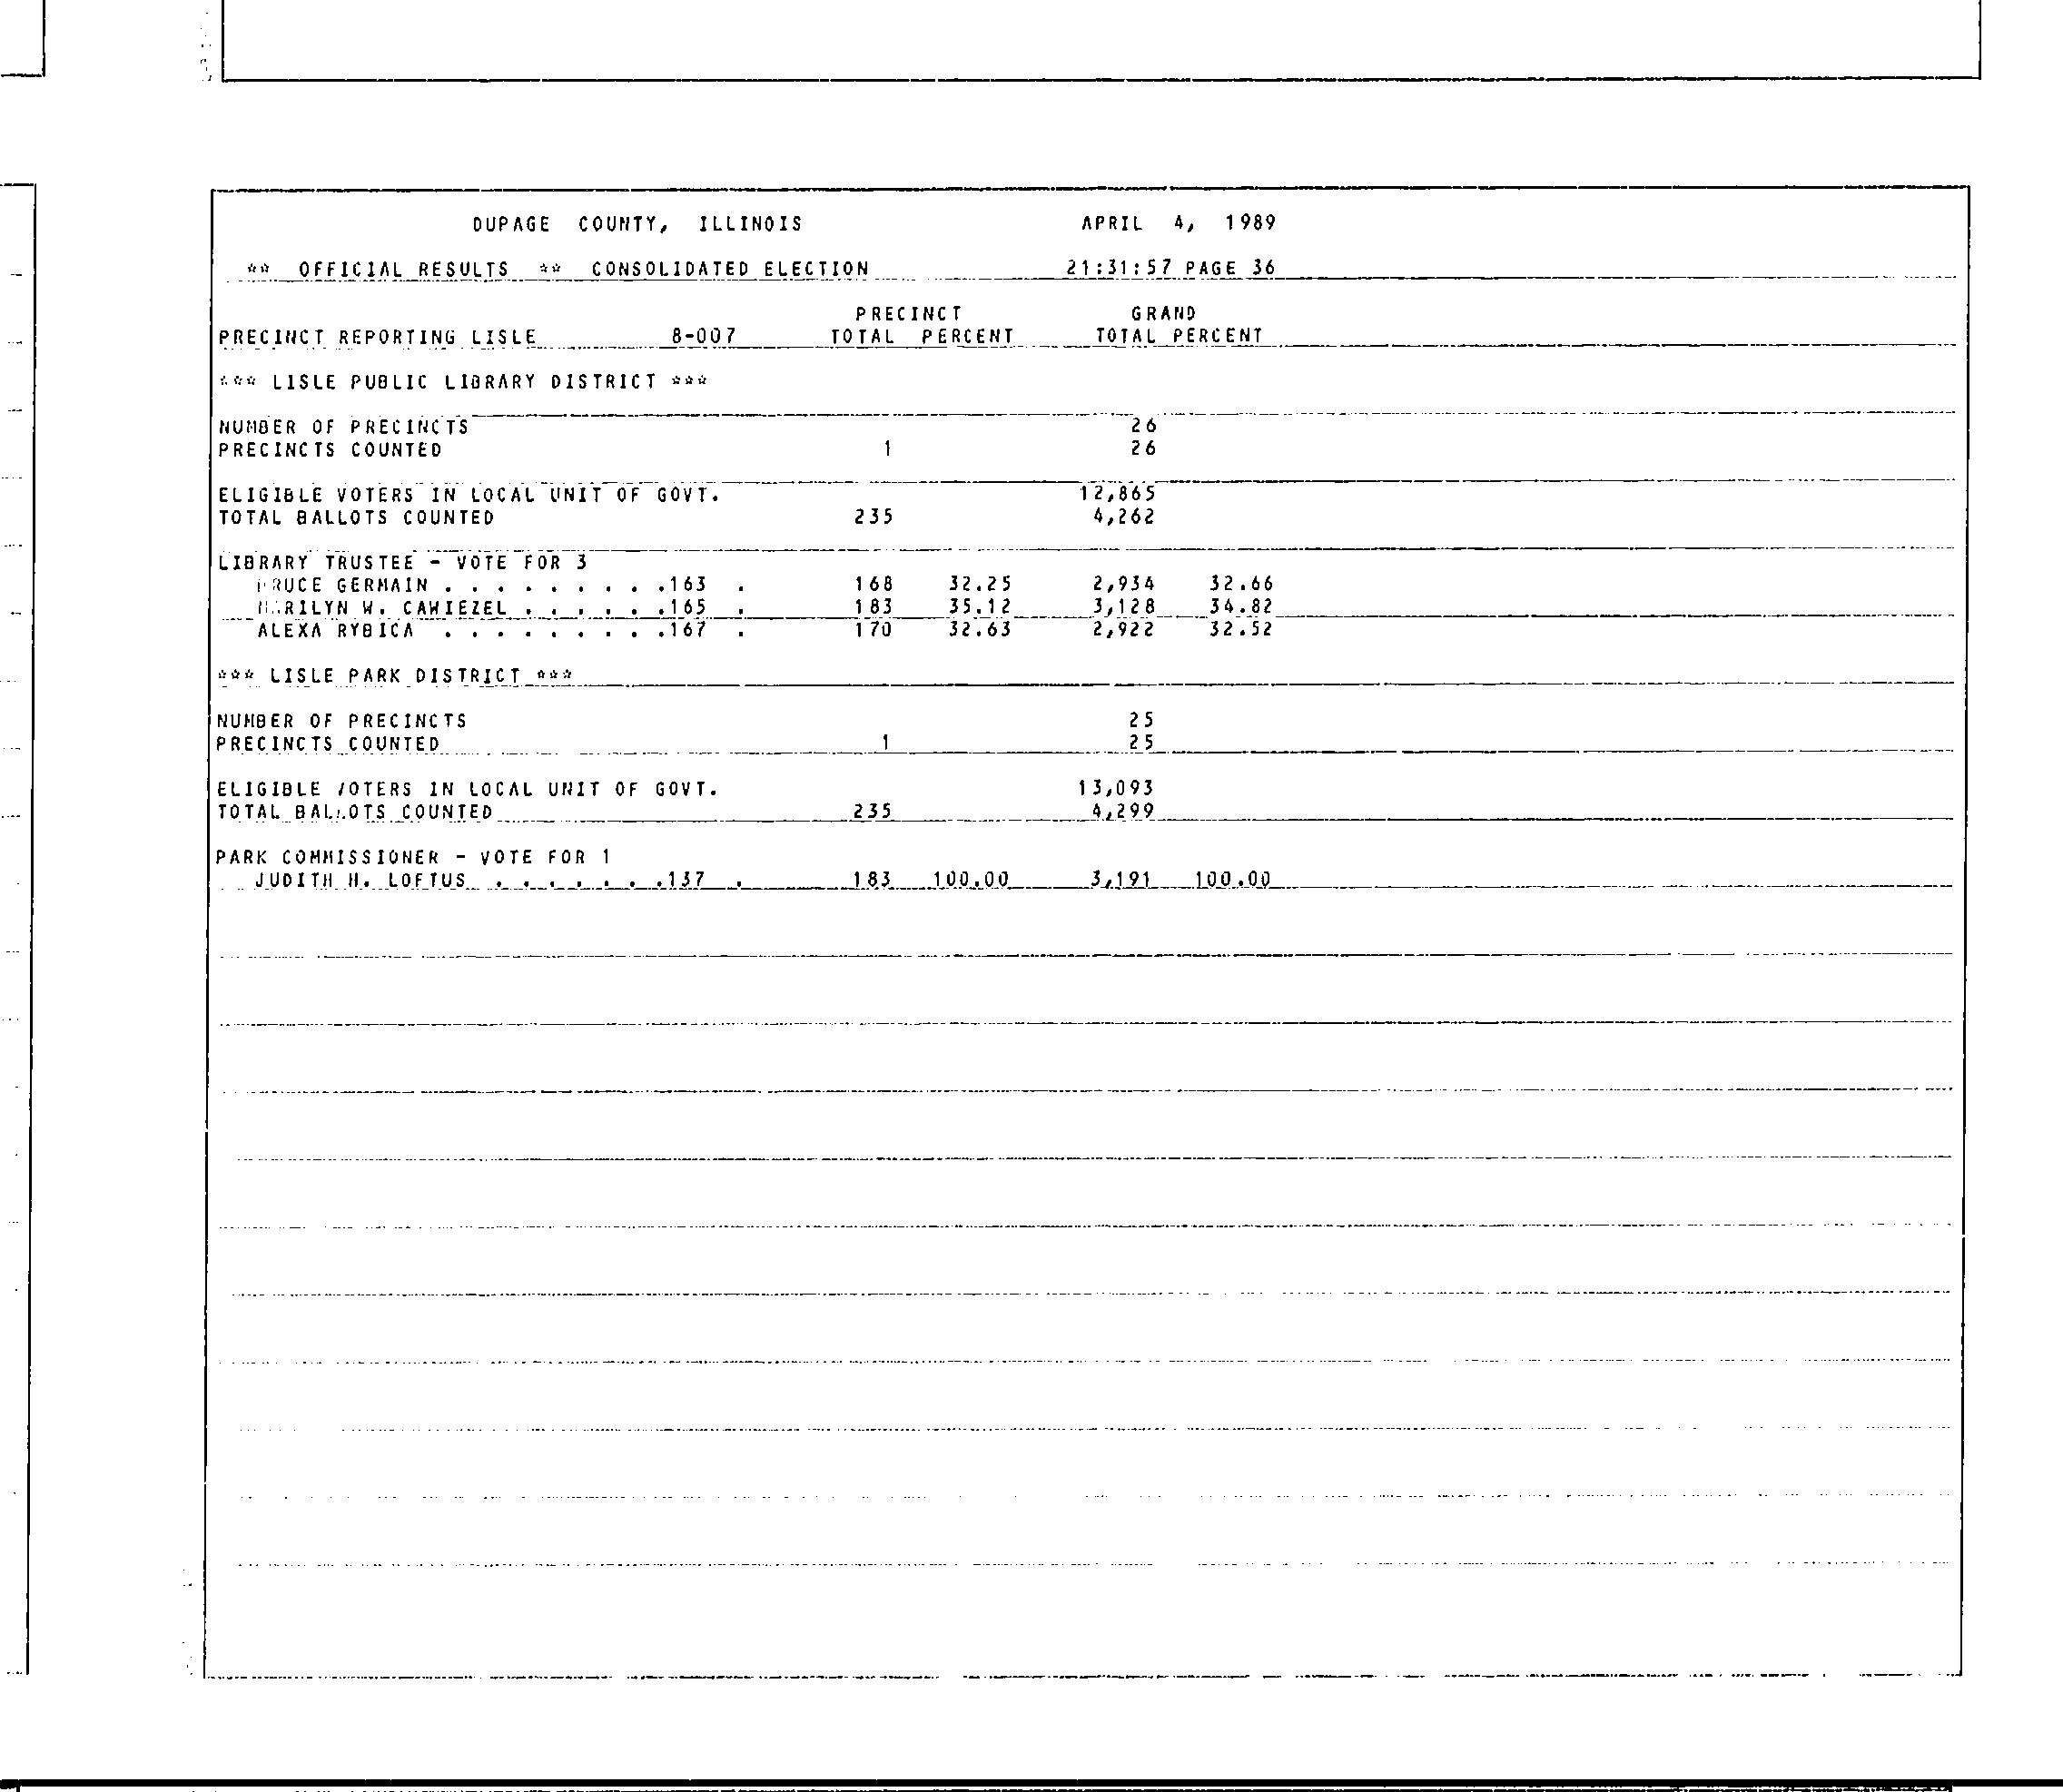 DUPAGE COUNTY, ILLINOIS APRIL 4, 1989
** OFFICIAL RESULTS ** CONSOLIDATED ELECTION 21:31:57 PAGE 36
PRECINCT GRAND
PRECINCT REPORTING LISLE 8-007 TOTAL PERCENT TOTAL PERCENT
*** LISLE PUBLIC LIBRARY DISTRICT ***
NUMBER OF PRECINCTS 26
PRECINCTS COUNTED 1 26
ELIGIBLE VOTERS IN LOCAL UNIT OF GOVT. 12,865
TOTAL BALLOTS COUNTED 235 4,262
LIBRARY TRUSTEE - VOTE FOR 3
BRUCE GERMAIN . . . . . . . . .163 . 168 32.25 2,934 32.66
MARILYN W. CAWIEZEL . . . . . .165 . 183 35.12 3,128 34.82
ALEXA RYBICA . . . . . . . . .167 . 170 32.63 2,922 32.52
*** LISLE PARK DISTRICT ***
NUMBER OF PRECINCTS 25
PRECINCTS COUNTED 1 25
ELIGIBLE VOTERS IN LOCAL UNIT OF GOVT. 13,093
TOTAL BALLOTS COUNTED 235 4,299
PARK COMMISSIONER - VOTE FOR 1
JUDITH H. LOFTUS . . . . . . .137 . 183 100.00 3,191 100.00